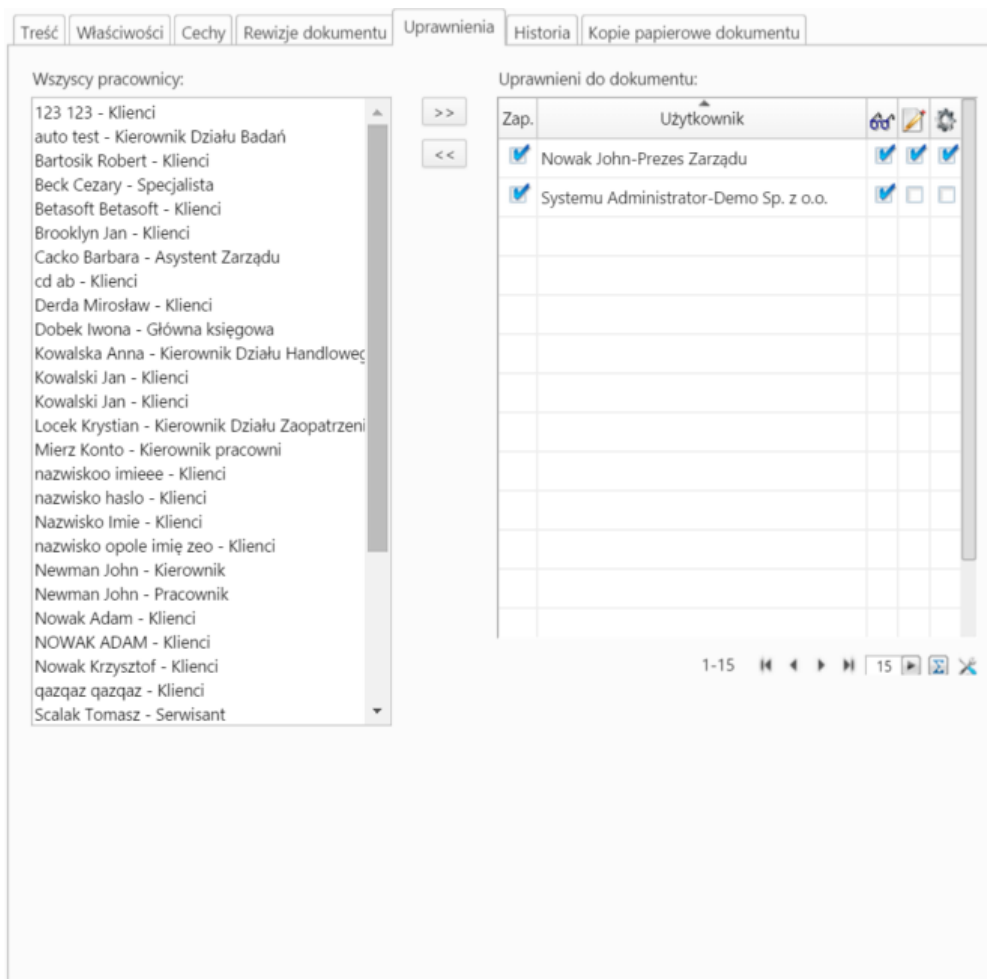 Treść Właściwości Cechy Rewizje dokumentu Uprawnienia Historia Kopie papierowe dokumentu
Wszyscy pracownicy:
123 123 - Klienci
auto test - Kierownik Działu Badań
Bartosik Robert - Klienci
Beck Cezary - Specjalista
Betasoft Betasoft - Klienci
Brooklyn Jan - Klienci
Cacko Barbara - Asystent Zarządu
cd ab - Klienci
Derda Mirosław - Klienci
Dobek Iwona - Główna księgowa
Kowalska Anna - Kierownik Działu Handloweg
Kowalski Jan - Klienci
Kowalski Jan - Klienci
Locek Krystian - Kierownik Działu Zaopatrzeni
Mierz Konto - Kierownik pracowni
nazwiskoo imieee - Klienci
nazwisko haslo - Klienci
Nazwisko Imie - Klienci
nazwisko opole imię zeo - Klienci
Newman John - Kierownik
Newman John - Pracownik
Nowak Adam - Klienci
NOWAK ADAM - Klienci
Nowak Krzysztof - Klienci
qazqaz qazqaz - Klienci
Scalak Tomasz - Serwisant
>>
<<
Uprawnieni do dokumentu:
Zap. Użytkownik
Nowak John-Prezes Zarządu
Systemu Administrator-Demo Sp. z o.o.
1-15 15 Σ